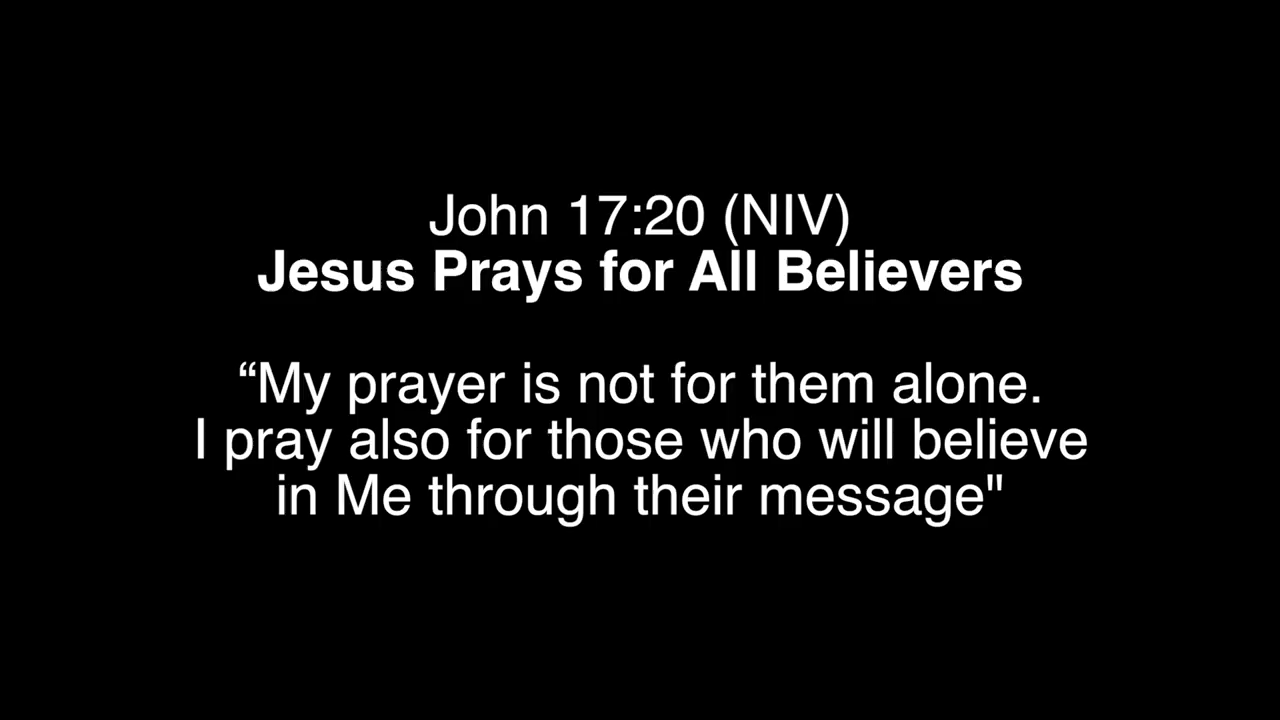 John 17:20 (NIV)
Jesus Prays for All Believers
“My prayer is not for them alone.
I pray also for those who will believe
in Me through their message"